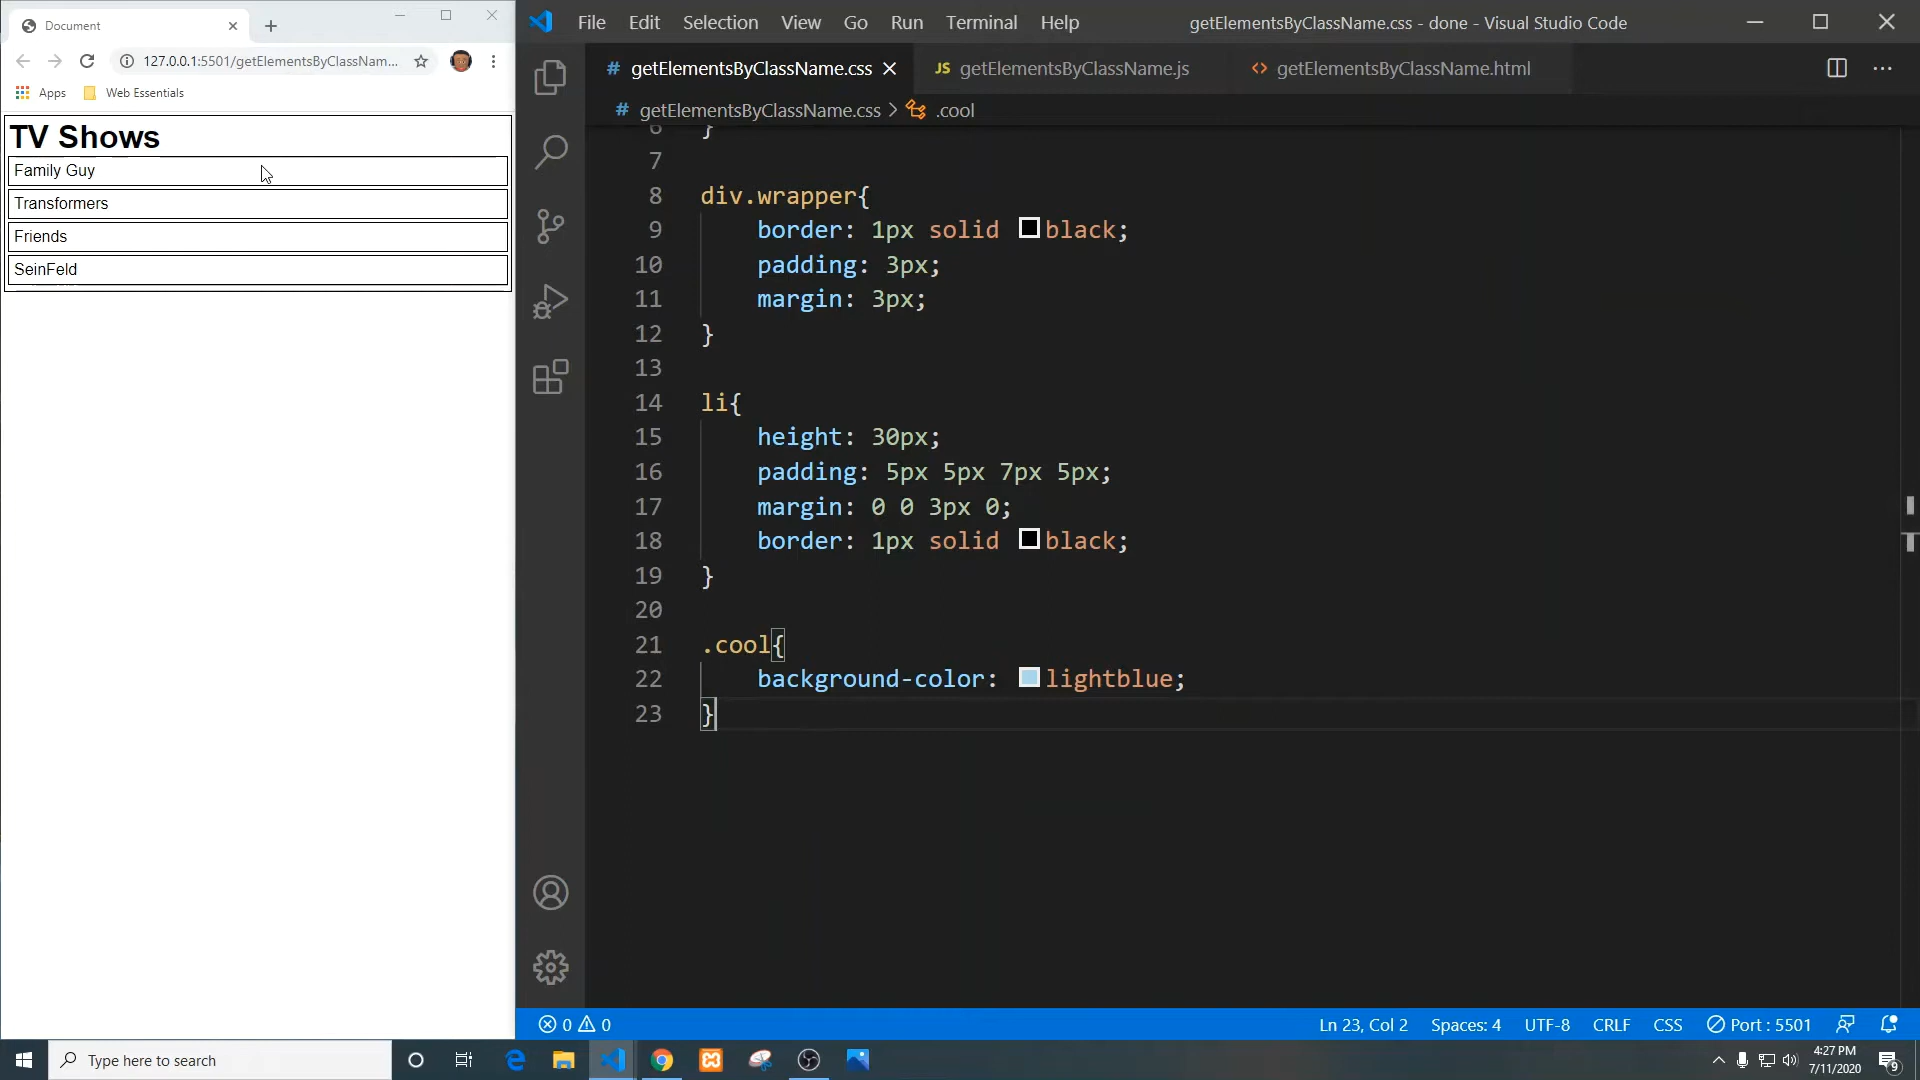 Document
File Edit Selection View Go Run Terminal Help
getElementsByClassName.css - done - Visual Studio Code
127.0.0.1:5501/getElementsByClassNam...
Apps Web Essentials
TV Shows
Family Guy
Transformers
Friends
SeinFeld
# getElementsByClassName.css
JS getElementsByClassName.js
<> getElementsByClassName.html
# getElementsByClassName.css > .cool
6 }
7
8 div.wrapper{
9 border: 1px solid black;
10 padding: 3px;
11 margin: 3px;
12 }
13
14 li{
15 height: 30px;
16 padding: 5px 5px 7px 5px;
17 margin: 0 0 3px 0;
18 border: 1px solid black;
19 }
20
21 .cool{
22 background-color: lightblue;
23 }
0 0
Ln 23, Col 2 Spaces: 4 UTF-8 CRLF CSS Port : 5501
Type here to search
4:27 PM
7/11/2020
9